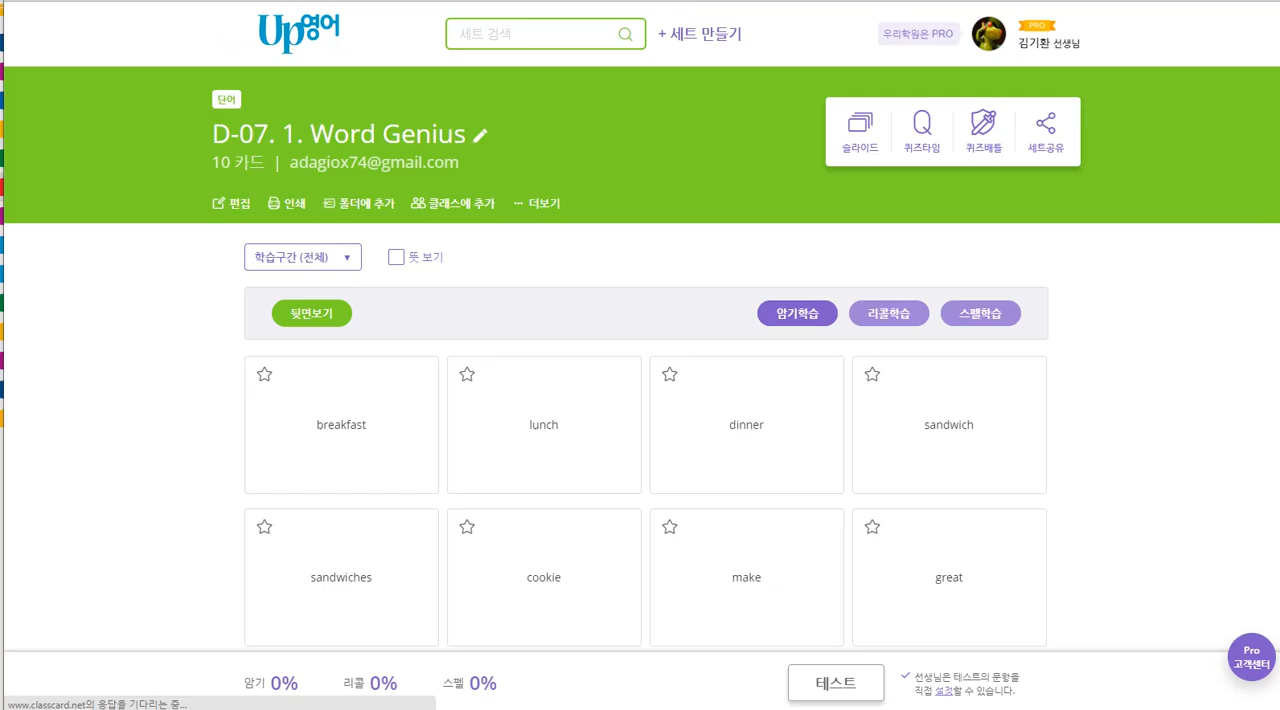 Up영어
세트 검색
+ 세트 만들기
우리학원은 PRO
PRO
김기환 선생님
단어
D-07. 1. Word Genius
10 카드 | adagiox74@gmail.com
슬라이드
퀴즈타임
퀴즈배틀
세트공유
편집 인쇄 폴더에 추가 클래스에 추가 ··· 더보기
학습구간 (전체) ▼ 뜻 보기
뒷면보기 암기학습 리콜학습 스펠학습
breakfast lunch dinner sandwich
sandwiches cookie make great
Pro
고객센터
암기 0% 리콜 0% 스펠 0%
테스트
선생님은 테스트의 문항을
직접 설정할 수 있습니다.
www.classcard.net의 응답을 기다리는 중...